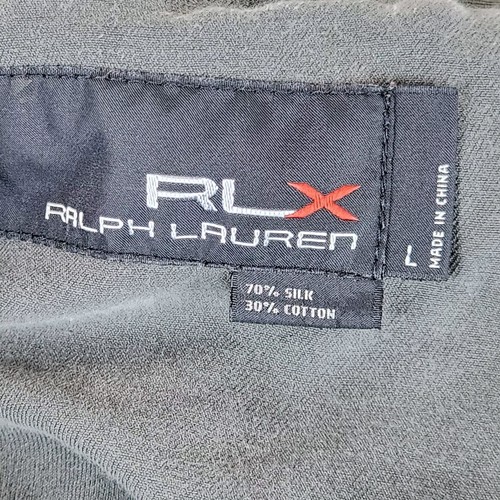 RLX
RALPH LAUREN
L
MADE IN CHINA
70% SILK
30% COTTON